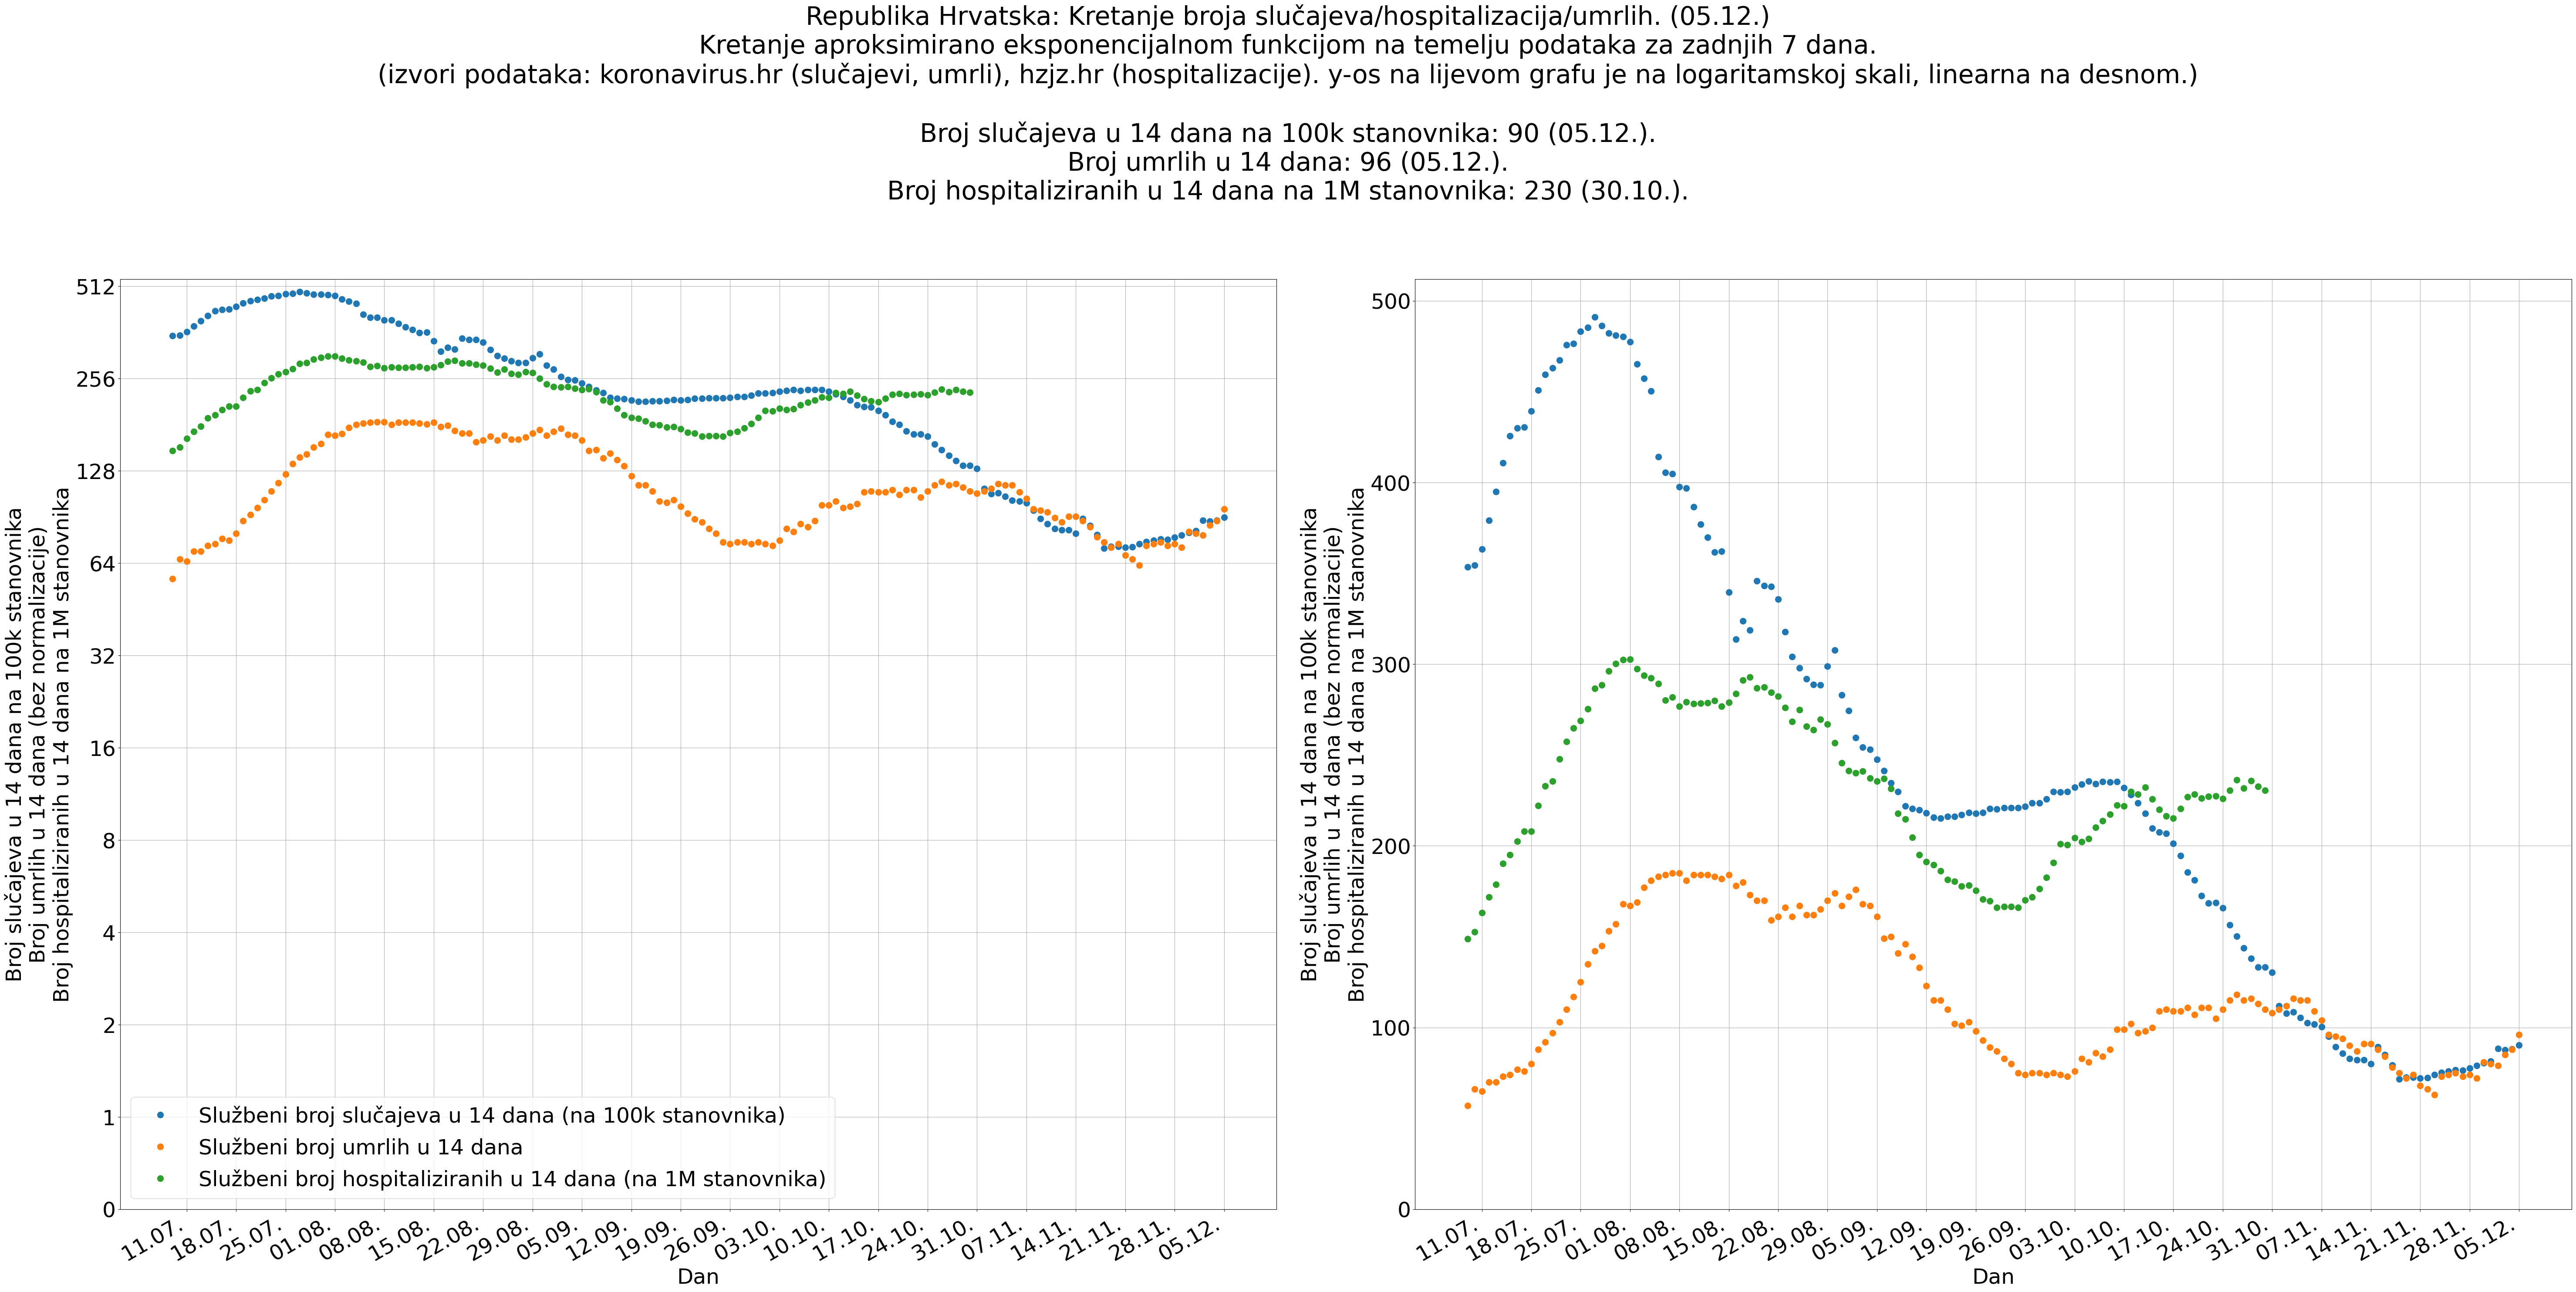 Republika Hrvatska: Kretanje broja slučajeva/hospitalizacija/umrlih. (05.12.)
Kretanje aproksimirano eksponencijalnom funkcijom na temelju podataka za zadnjih 7 dana.
(izvori podataka: koronavirus.hr (slučajevi, umrli), hzjz.hr (hospitalizacije). y-os na lijevom grafu je na logaritamskoj skali, linearna na desnom.)
Broj slučajeva u 14 dana na 100k stanovnika: 90 (05.12.).
Broj umrlih u 14 dana: 96 (05.12.).
Broj hospitaliziranih u 14 dana na 1M stanovnika: 230 (30.10.).
Broj slučajeva u 14 dana na 100k stanovnika
Broj umrlih u 14 dana (bez normalizacije)
Broj hospitaliziranih u 14 dana na 1M stanovnika
512
256
128
64
32
16
8
4
2
1
0
Službeni broj slučajeva u 14 dana (na 100k stanovnika)
Službeni broj umrlih u 14 dana
Službeni broj hospitaliziranih u 14 dana (na 1M stanovnika)
11.07. 18.07. 25.07. 01.08. 08.08. 15.08. 22.08. 29.08. 05.09. 12.09. 19.09. 26.09. 03.10. 10.10. 17.10. 24.10. 31.10. 07.11. 14.11. 21.11. 28.11. 05.12.
Dan
Broj slučajeva u 14 dana na 100k stanovnika
Broj umrlih u 14 dana (bez normalizacije)
Broj hospitaliziranih u 14 dana na 1M stanovnika
500
400
300
200
100
0
11.07. 18.07. 25.07. 01.08. 08.08. 15.08. 22.08. 29.08. 05.09. 12.09. 19.09. 26.09. 03.10. 10.10. 17.10. 24.10. 31.10. 07.11. 14.11. 21.11. 28.11. 05.12.
Dan